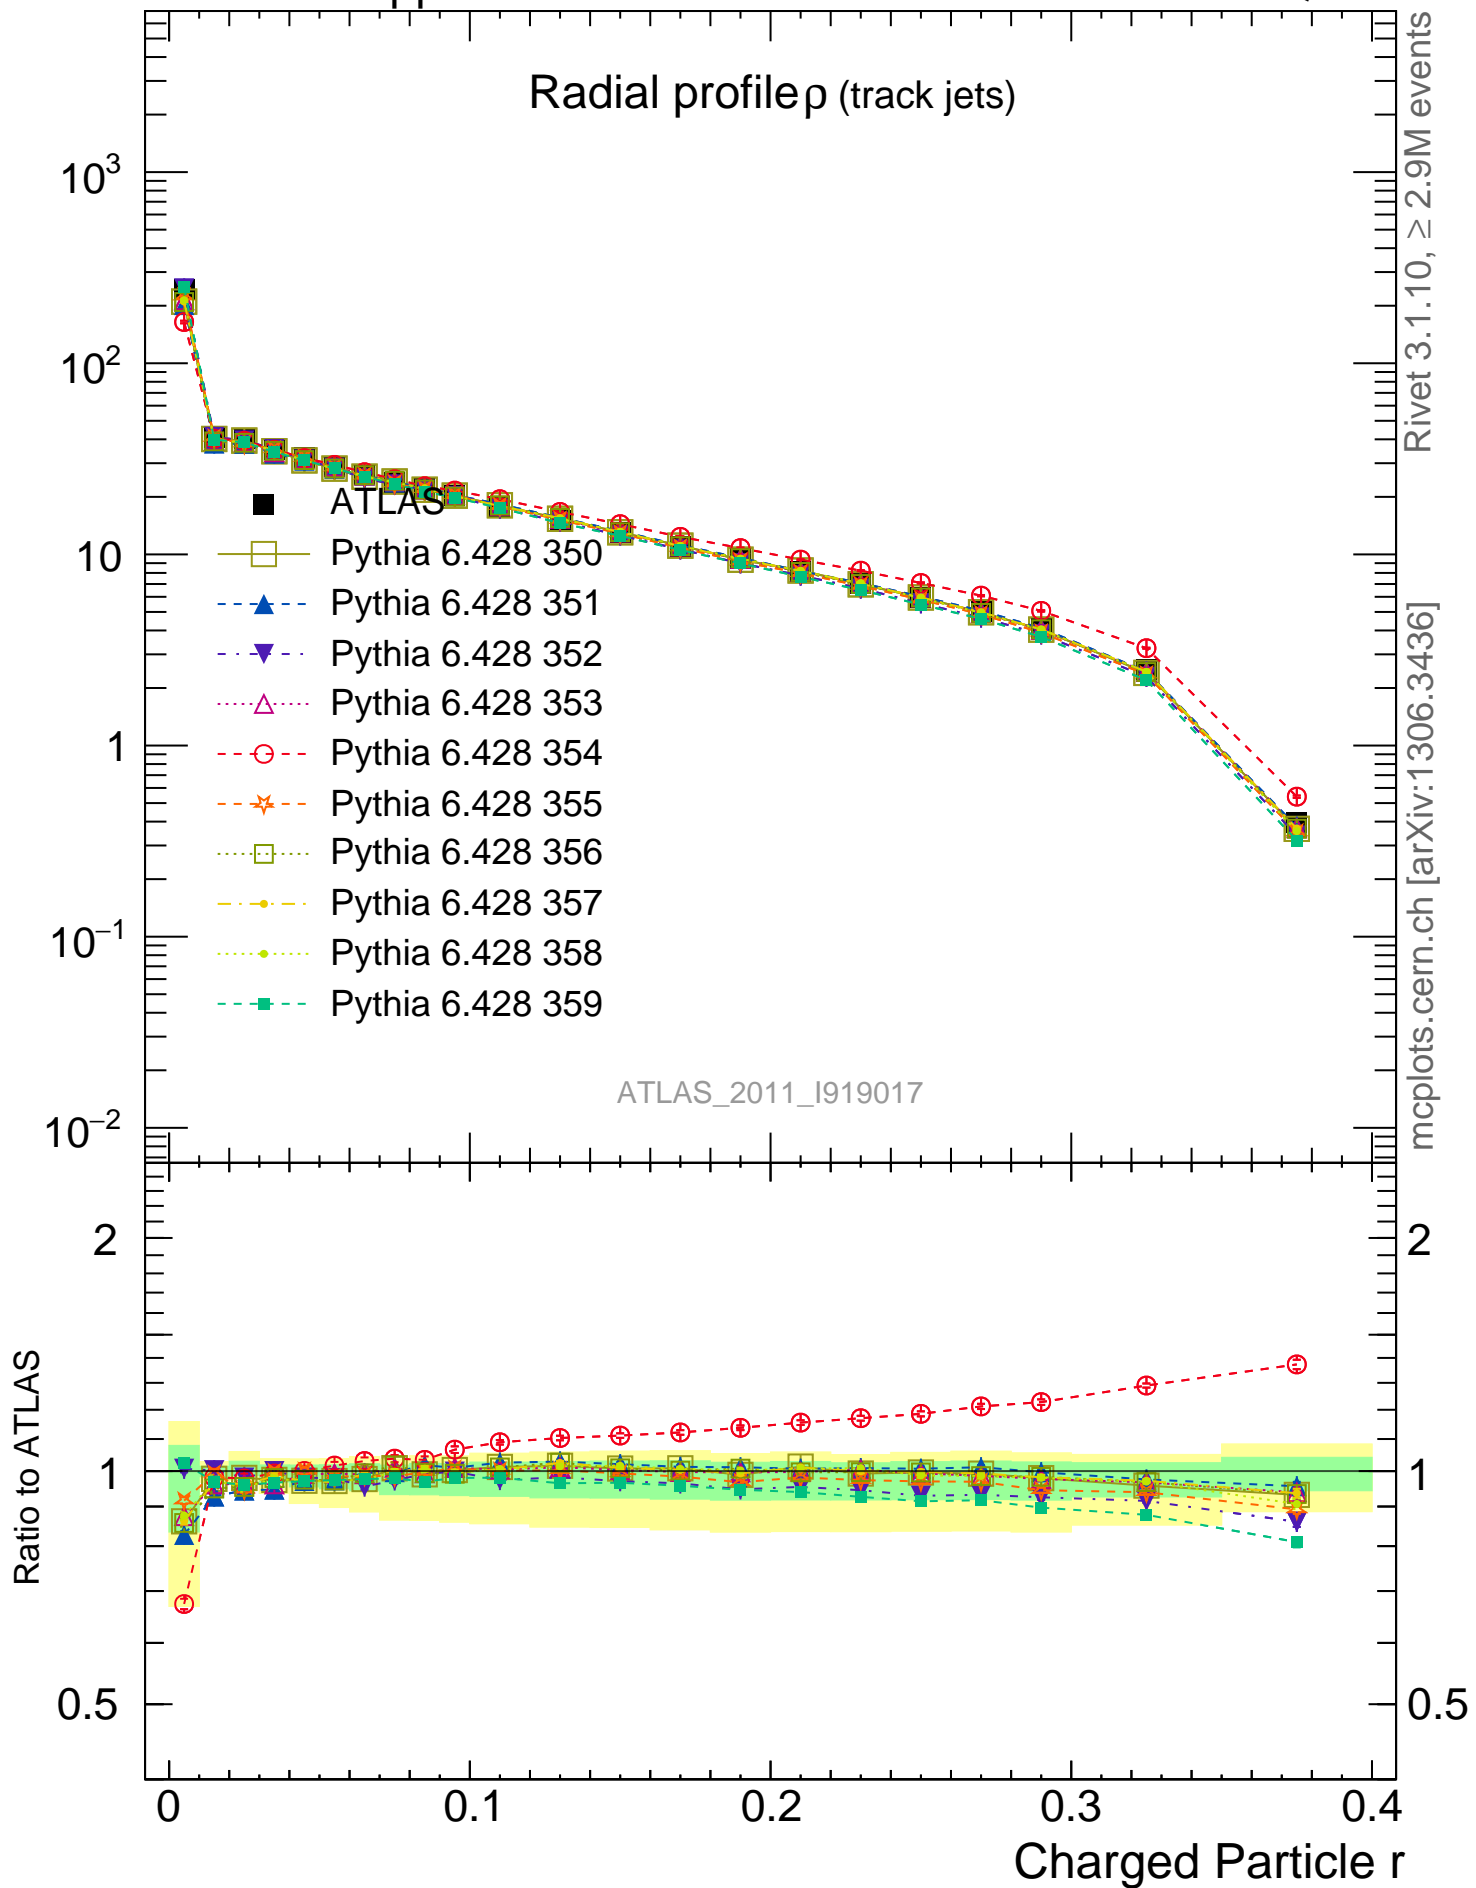 Radial profile ρ (track jets)
10³
10²
10
1
10⁻¹
10⁻²
ATLAS
Pythia 6.428 350
Pythia 6.428 351
Pythia 6.428 352
Pythia 6.428 353
Pythia 6.428 354
Pythia 6.428 355
Pythia 6.428 356
Pythia 6.428 357
Pythia 6.428 358
Pythia 6.428 359
ATLAS_2011_I919017
Rivet 3.1.10, ≥ 2.9M events
mcplots.cern.ch [arXiv:1306.3436]
Ratio to ATLAS
2
1
0.5
2
1
0.5
0 0.1 0.2 0.3 0.4
Charged Particle r